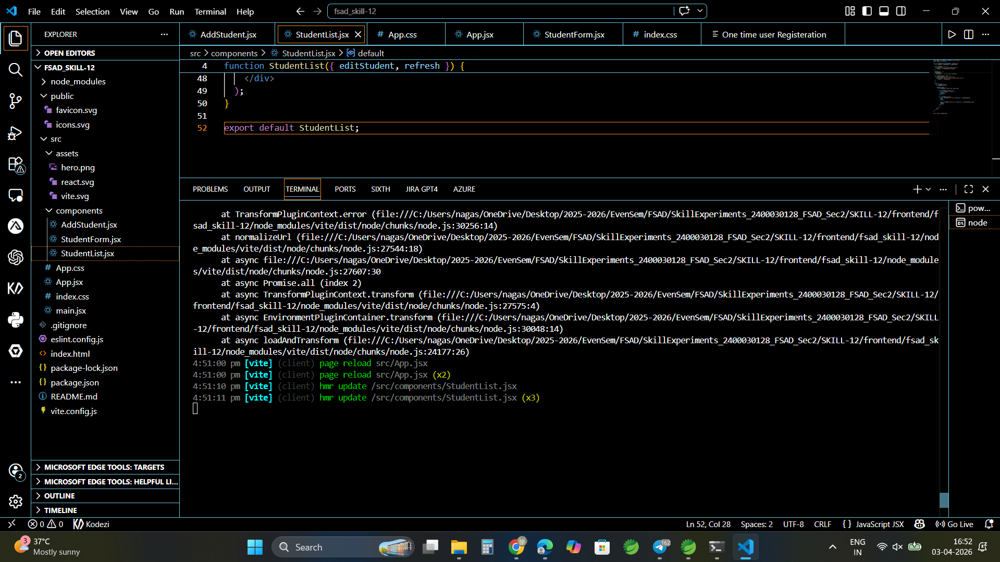 File Edit Selection View Go Run Terminal Help
fsad_skill-12
EXPLORER
OPEN EDITORS
FSAD_SKILL-12
node_modules
public
favicon.svg
icons.svg
src
assets
hero.png
react.svg
vite.svg
components
AddStudent.jsx
StudentForm.jsx
StudentList.jsx
App.css
App.jsx
index.css
main.jsx
.gitignore
eslint.config.js
index.html
package-lock.json
package.json
README.md
vite.config.js
MICROSOFT EDGE TOOLS: TARGETS
MICROSOFT EDGE TOOLS: HELPFUL LI...
OUTLINE
TIMELINE
AddStudent.jsx StudentList.jsx # App.css App.jsx StudentForm.jsx # index.css One time user Registeration
src > components > StudentList.jsx > default
4 function StudentList({ editStudent, refresh }) {
48 </div>
49 );
50 }
51
52 export default StudentList;
PROBLEMS OUTPUT TERMINAL PORTS SIXTH JIRA GPT4 AZURE
at TransformPluginContext.error (file:///C:/Users/nagas/OneDrive/Desktop/2025-2026/EvenSem/FSAD/SkillExperiments_2400030128_FSAD_Sec2/SKILL-12/frontend/f
sad_skill-12/node_modules/vite/dist/node/chunks/node.js:30256:14)
at normalizeUrl (file:///C:/Users/nagas/OneDrive/Desktop/2025-2026/EvenSem/FSAD/SkillExperiments_2400030128_FSAD_Sec2/SKILL-12/frontend/fsad_skill-12/nod
e_modules/vite/dist/node/chunks/node.js:27544:18)
at async file:///C:/Users/nagas/OneDrive/Desktop/2025-2026/EvenSem/FSAD/SkillExperiments_2400030128_FSAD_Sec2/SKILL-12/frontend/fsad_skill-12/node_module
s/vite/dist/node/chunks/node.js:27607:30
at async Promise.all (index 2)
at async TransformPluginContext.transform (file:///C:/Users/nagas/OneDrive/Desktop/2025-2026/EvenSem/FSAD/SkillExperiments_2400030128_FSAD_Sec2/SKILL-12/
frontend/fsad_skill-12/node_modules/vite/dist/node/chunks/node.js:27575:4)
at async EnvironmentPluginContainer.transform (file:///C:/Users/nagas/OneDrive/Desktop/2025-2026/EvenSem/FSAD/SkillExperiments_2400030128_FSAD_Sec2/SKILL
-12/frontend/fsad_skill-12/node_modules/vite/dist/node/chunks/node.js:30048:14)
at async loadAndTransform (file:///C:/Users/nagas/OneDrive/Desktop/2025-2026/EvenSem/FSAD/SkillExperiments_2400030128_FSAD_Sec2/SKILL-12/frontend/fsad_sk
ill-12/node_modules/vite/dist/node/chunks/node.js:24177:26)
4:51:00 pm [vite] (client) page reload src/App.jsx
4:51:00 pm [vite] (client) page reload src/App.jsx (x2)
4:51:10 pm [vite] (client) hmr update /src/components/StudentList.jsx
4:51:11 pm [vite] (client) hmr update /src/components/StudentList.jsx (x3)
pow...
node
2
0 0 Kodezi
Ln 52, Col 28 Spaces: 2 UTF-8 CRLF { } JavaScript JSX Go Live
3
37°C
Mostly sunny
Search
162
ENG
IN
16:52
03-04-2026